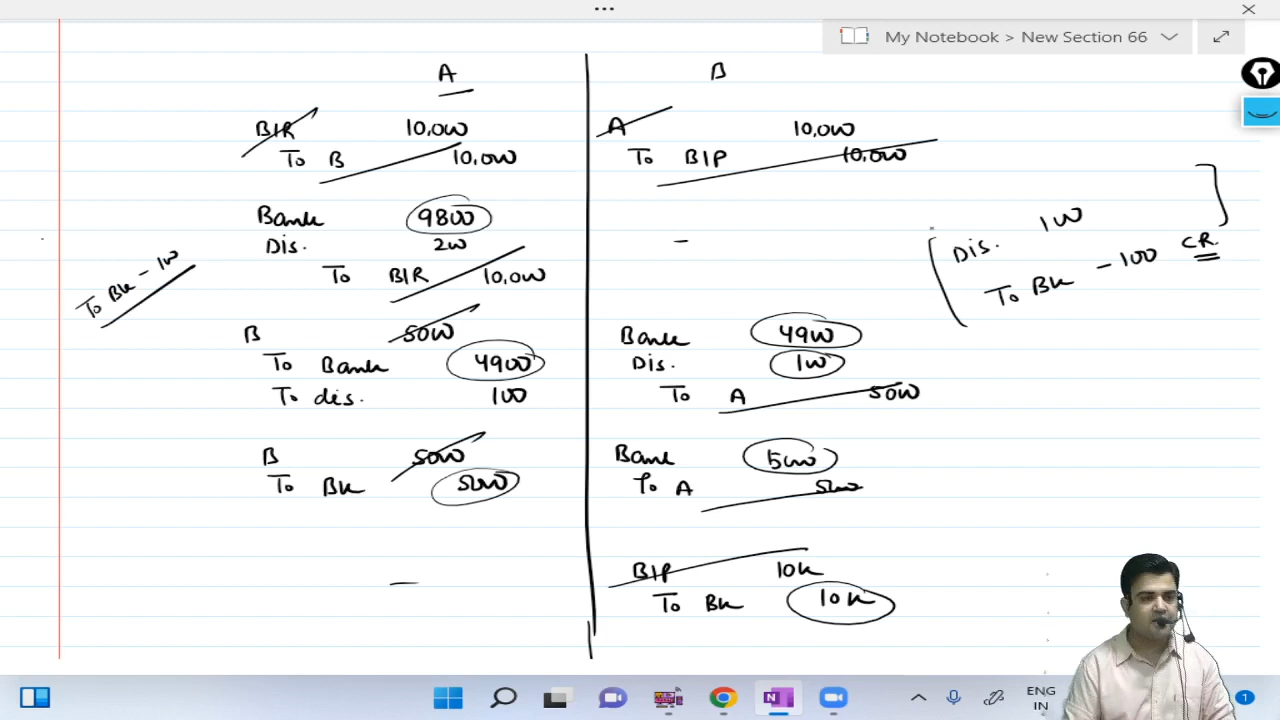 My Notebook > New Section 66
A
B/R 10,000
To B 10,000
Bank 9800
Dis. 200
To B/R 10,000
To Bk - 100
B 5000
To Bank 4900
To dis. 100
B 5000
To Bk 5000
—
B
A 10,000
To B/P 10,000
—
Bank 4900
Dis. 100
To A 5000
Bank 5000
To A 5000
B/P 10k
To Bk 10k
Dis. 100
To Bk - 100 CR.
ENG
IN
1